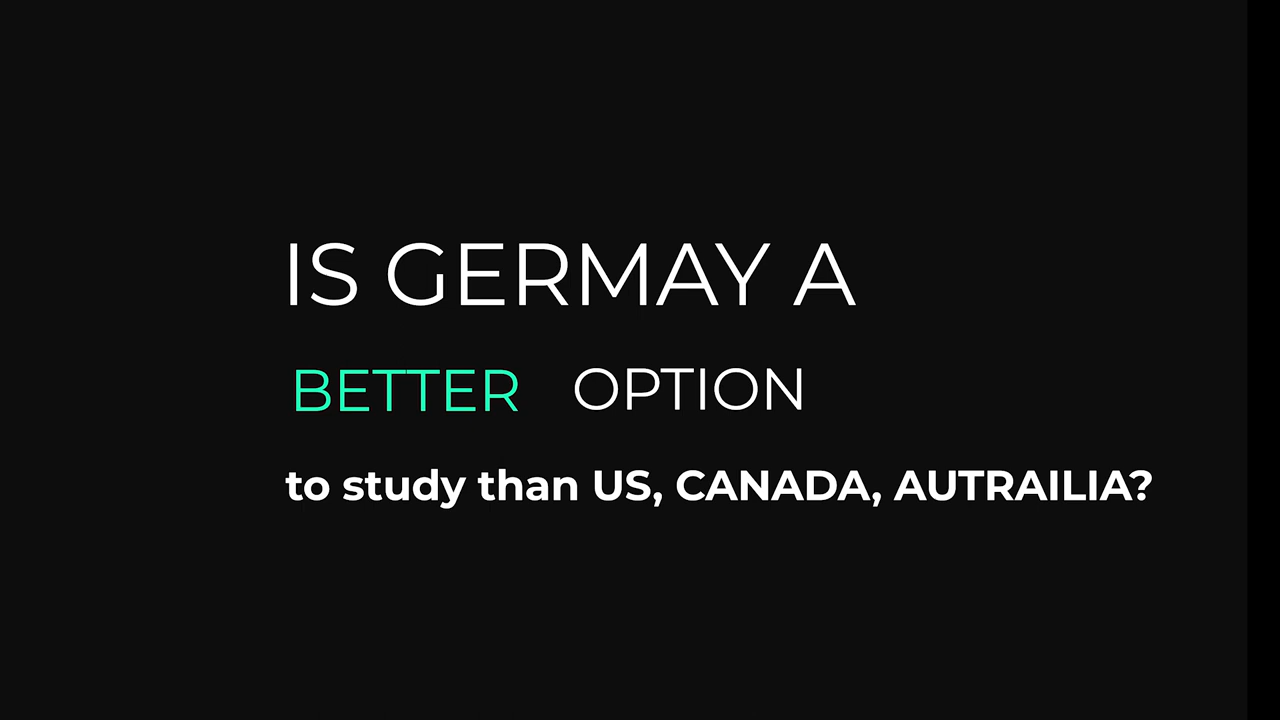 IS GERMAY A
BETTER OPTION
to study than US, CANADA, AUTRAILIA?